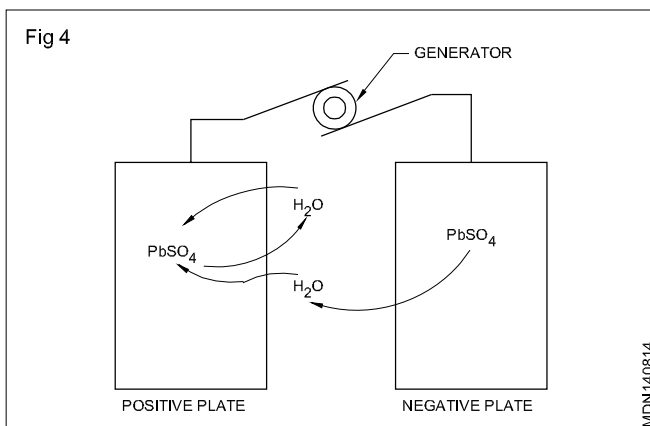 Fig 4
GENERATOR
H₂O
PbSO₄
PbSO₄
H₂O
POSITIVE PLATE
NEGATIVE PLATE
MDN140814